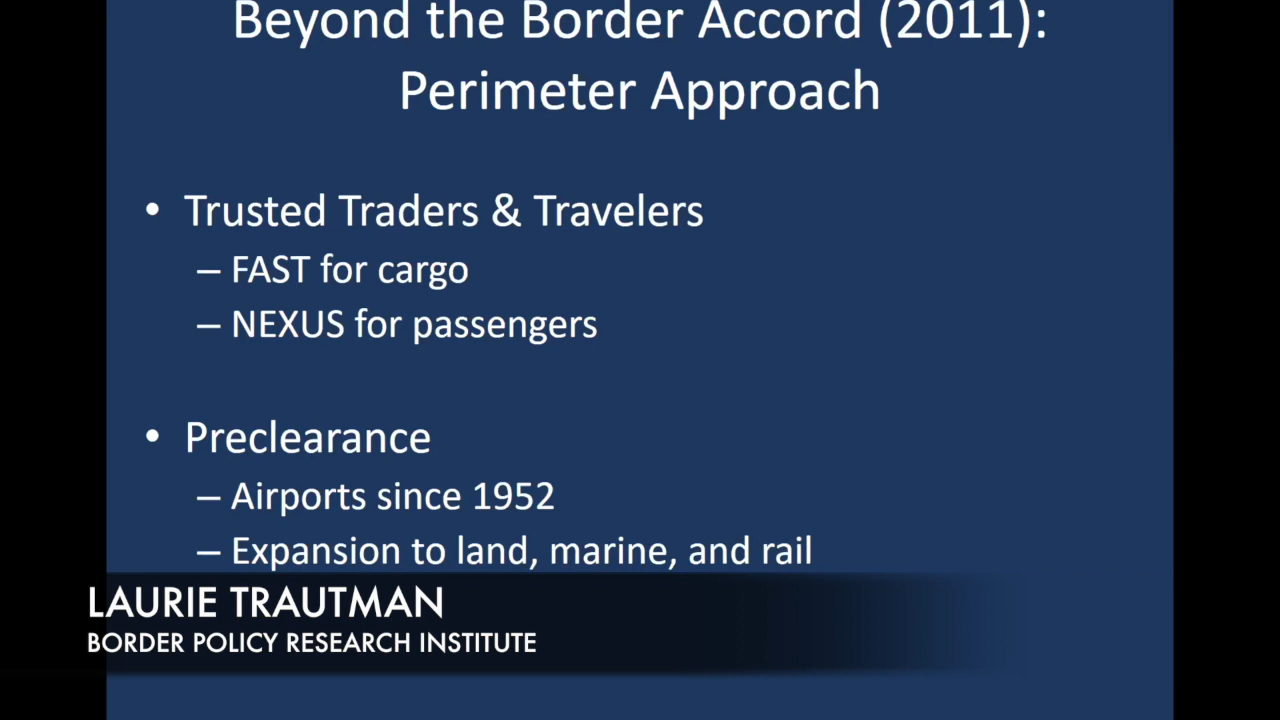 Beyond the Border Accord (2011):
Perimeter Approach
• Trusted Traders & Travelers
– FAST for cargo
– NEXUS for passengers
• Preclearance
– Airports since 1952
– Expansion to land, marine, and rail
LAURIE TRAUTMAN
BORDER POLICY RESEARCH INSTITUTE